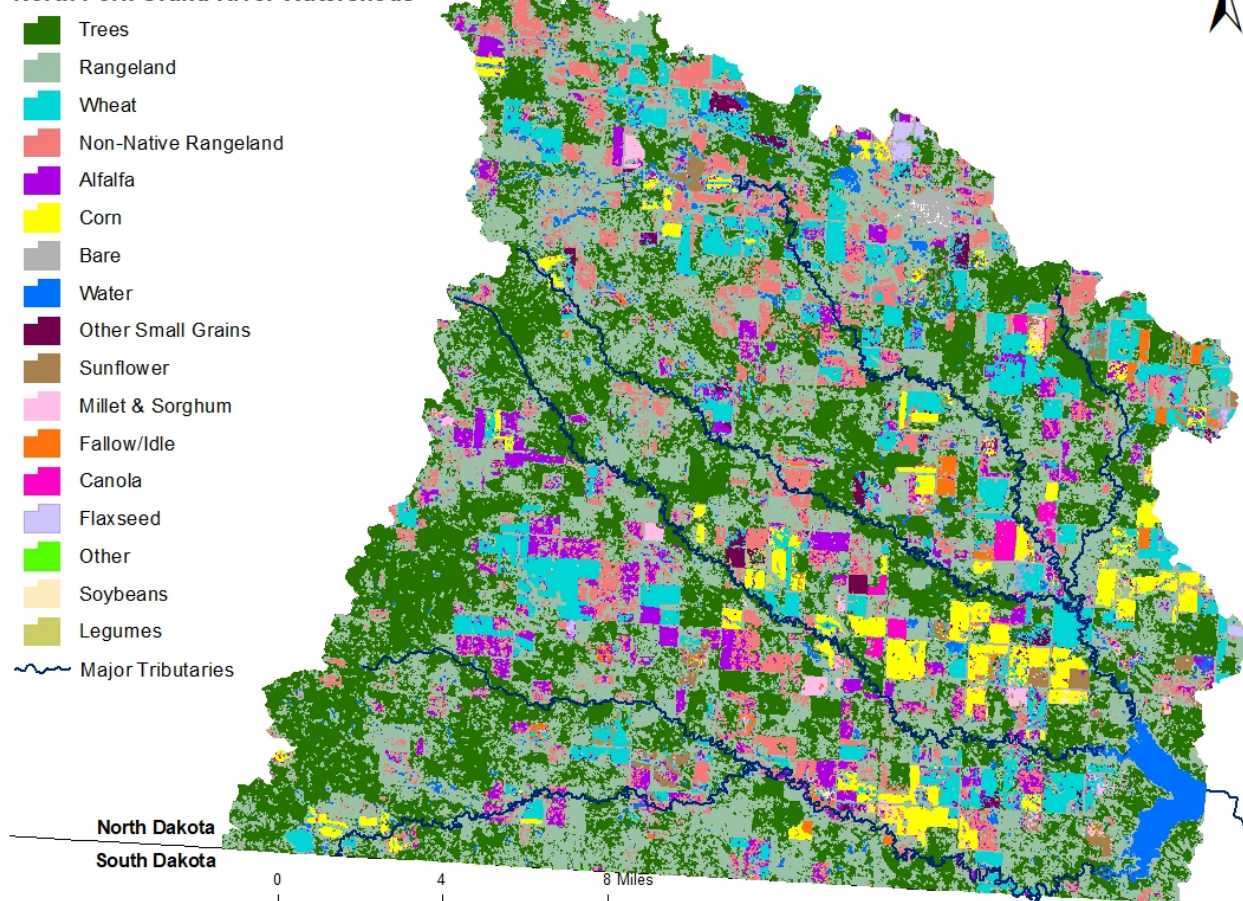 Trees
Rangeland
Wheat
Non-Native Rangeland
Alfalfa
Corn
Bare
Water
Other Small Grains
Sunflower
Millet & Sorghum
Fallow/Idle
Canola
Flaxseed
Other
Soybeans
Legumes
Major Tributaries
North Dakota
South Dakota
0 4 8 Miles